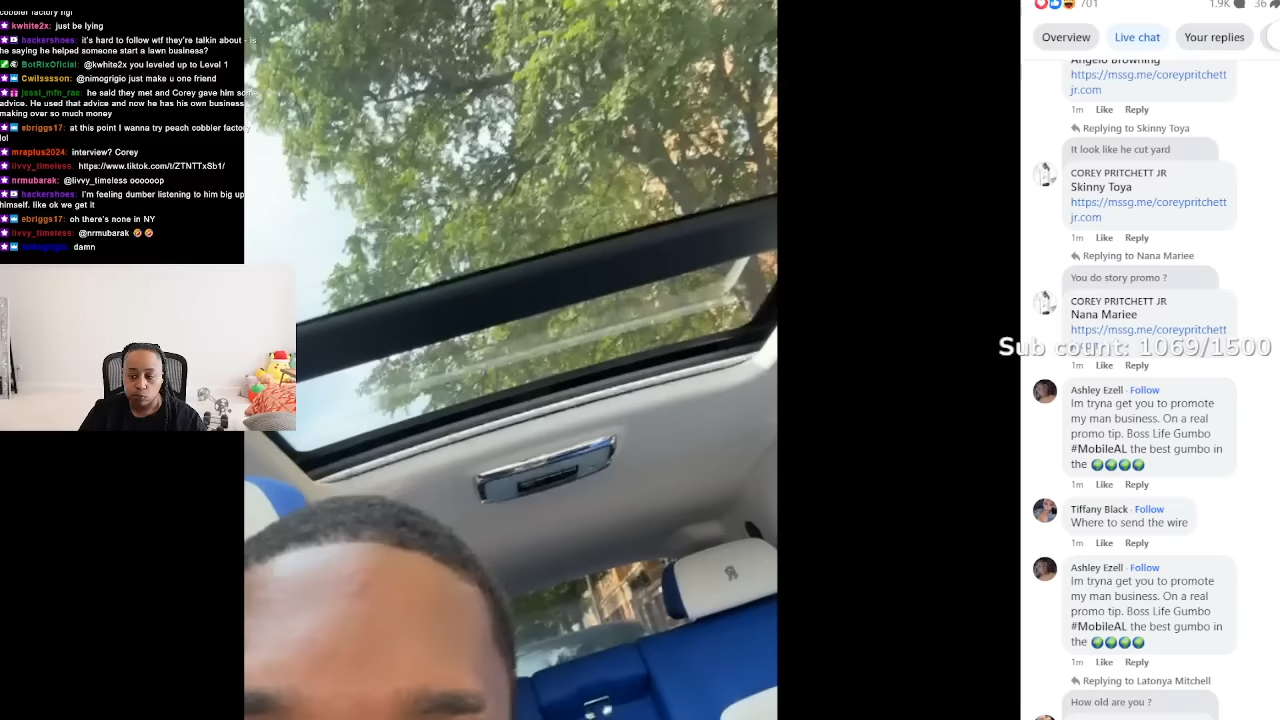 kwhite2x: just be lying
hackershoes: it's hard to follow wtf they're talkin about - is
he saying he helped someone start a lawn business?
BotRixOficial: @kwhite2x you leveled up to Level 1
Cwilsssson: @nimogrigio just make u one friend
jessi_mfn_rae: he said they met and Corey gave him some
advice. He used that advice and now he has his own business
making over so much money
ebriggs17: at this point I wanna try peach cobbler factory
lol
mraplus2024: interview? Corey
livvy_timeless https://www.tiktok.com/t/ZTNTTxSb1/
nrmubarak: @livvy_timeless oooooop
hackershoes: I'm feeling dumber listening to him big up
himself. like ok we get it
ebriggs17: oh there's none in NY
livvy_timeless @nrmubarak 🤣 🤣
nimogrigio damn
701
1.9K
36
Overview
Live chat
Your replies
Angelo Browning
https://mssg.me/coreypritchett
jr.com
1m Like Reply
Replying to Skinny Toya
It look like he cut yard
COREY PRITCHETT JR
Skinny Toya
https://mssg.me/coreypritchett
jr.com
1m Like Reply
Replying to Nana Mariee
You do story promo ?
COREY PRITCHETT JR
Nana Mariee
https://mssg.me/coreypritchett
Sub count: 1069/1500
1m Like Reply
Ashley Ezell · Follow
Im tryna get you to promote
my man business. On a real
promo tip. Boss Life Gumbo
#MobileAL the best gumbo in
the 🌎🌎🌎🌎
1m Like Reply
Tiffany Black · Follow
Where to send the wire
1m Like Reply
Ashley Ezell · Follow
Im tryna get you to promote
my man business. On a real
promo tip. Boss Life Gumbo
#MobileAL the best gumbo in
the 🌎🌎🌎🌎
1m Like Reply
Replying to Latonya Mitchell
How old are you ?